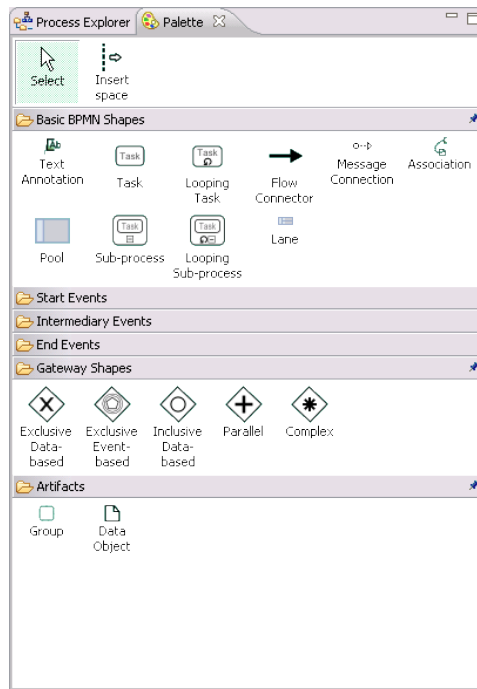 Process Explorer Palette
Select Insert
space
Basic BPMN Shapes
Text
Annotation
Task
Task
Task
Looping
Task
Flow
Connector
Message
Connection
Association
Pool
Task
Sub-process
Task
Looping
Sub-process
Lane
Start Events
Intermediary Events
End Events
Gateway Shapes
Exclusive
Data-
based
Exclusive
Event-
based
Inclusive
Data-
based
Parallel
Complex
Artifacts
Group
Data
Object